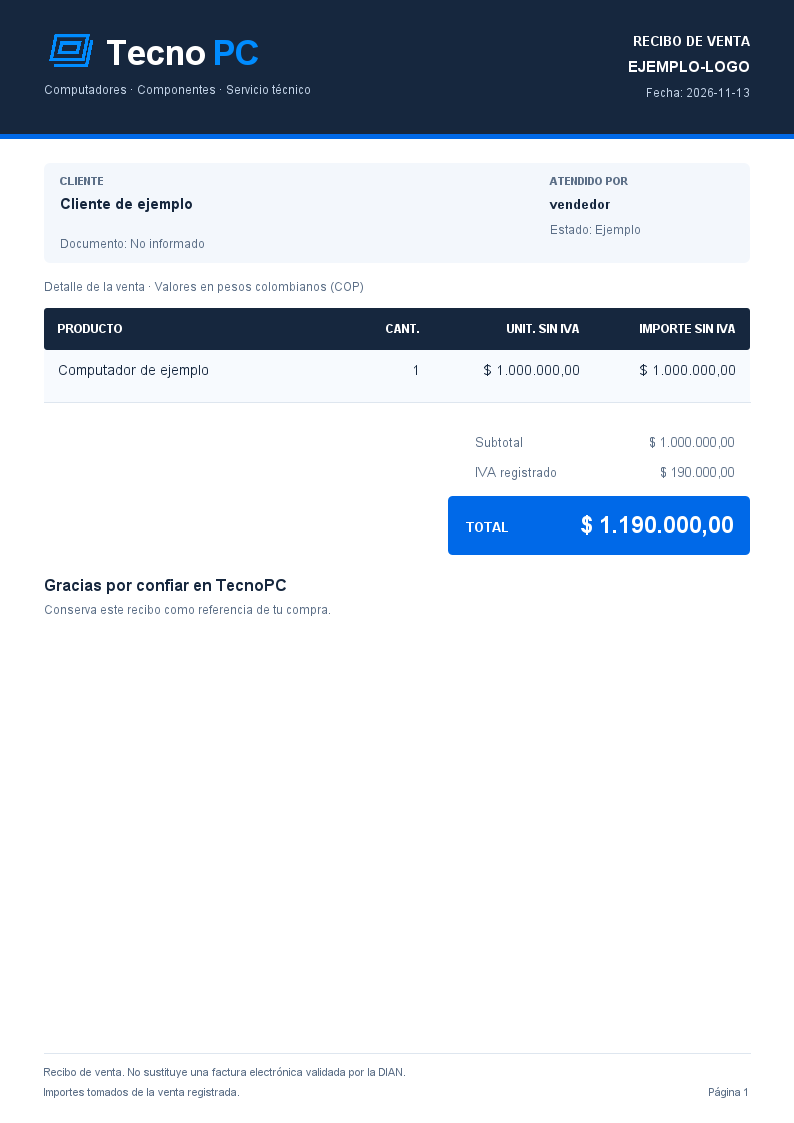 Tecno PC
Computadores · Componentes · Servicio técnico
RECIBO DE VENTA
EJEMPLO-LOGO
Fecha: 2026-11-13
CLIENTE
Cliente de ejemplo
Documento: No informado
ATENDIDO POR
vendedor
Estado: Ejemplo
Detalle de la venta · Valores en pesos colombianos (COP)
PRODUCTO CANT. UNIT. SIN IVA IMPORTE SIN IVA
Computador de ejemplo 1 $ 1.000.000,00 $ 1.000.000,00
Subtotal $ 1.000.000,00
IVA registrado $ 190.000,00
TOTAL $ 1.190.000,00
Gracias por confiar en TecnoPC
Conserva este recibo como referencia de tu compra.
Recibo de venta. No sustituye una factura electrónica validada por la DIAN.
Importes tomados de la venta registrada. Página 1